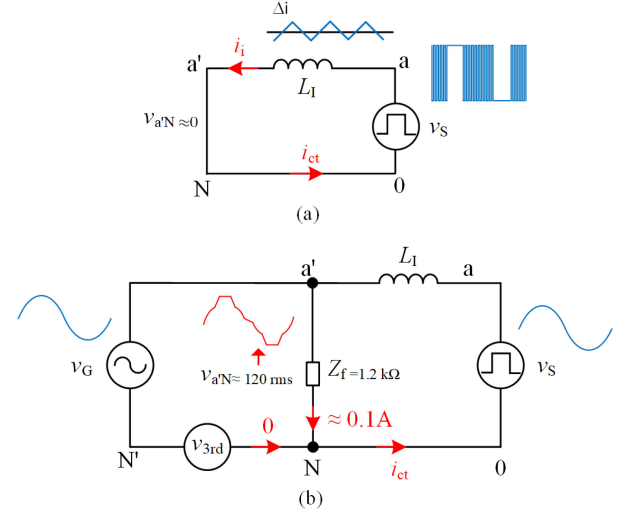 Δi
a' i_i a
L_I
v_a'N ≈0
v_S
i_ct
N 0
(a)
L_I
a' a
v_G
v_a'N≈ 120 rms
Z_f =1.2 kΩ
v_S
0 ≈ 0.1A
v_3rd
N' N i_ct 0
(b)